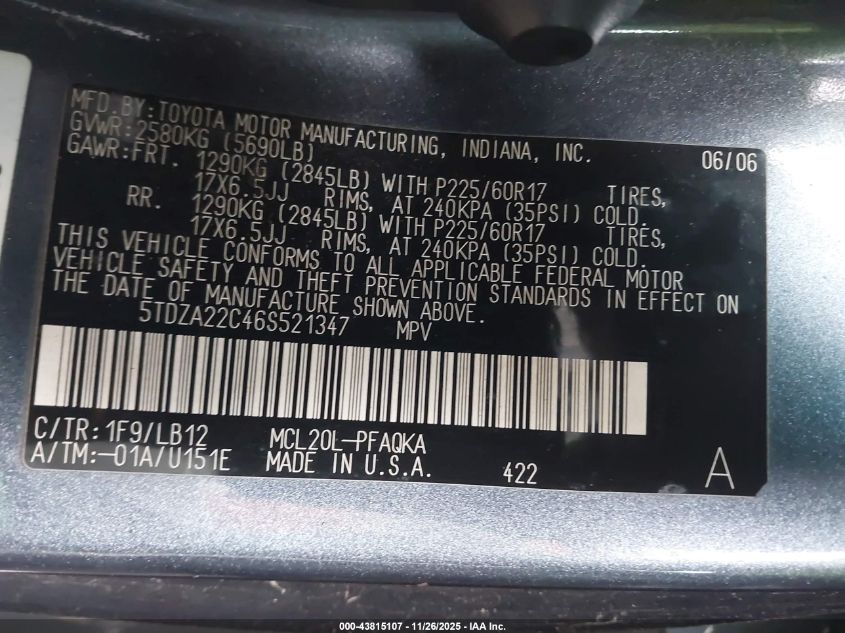 MFD. BY: TOYOTA MOTOR MANUFACTURING, INDIANA, INC. 06/06
GVWR: 2580KG (5690LB)
GAWR: FRT. 1290KG (2845LB) WITH P225/60R17 TIRES,
17X6.5JJ RIMS, AT 240KPA (35PSI) COLD.
RR. 1290KG (2845LB) WITH P225/60R17 TIRES,
17X6.5JJ RIMS, AT 240KPA (35PSI) COLD.
THIS VEHICLE CONFORMS TO ALL APPLICABLE FEDERAL MOTOR
VEHICLE SAFETY AND THEFT PREVENTION STANDARDS IN EFFECT ON
THE DATE OF MANUFACTURE SHOWN ABOVE.
5TDZA22C46S521347 MPV
C/TR: 1F9/LB12 MCL20L-PFAQKA
A/TM:-01A/U151E MADE IN U.S.A. 422 A
000-43815107 - 11/26/2025 - IAA Inc.